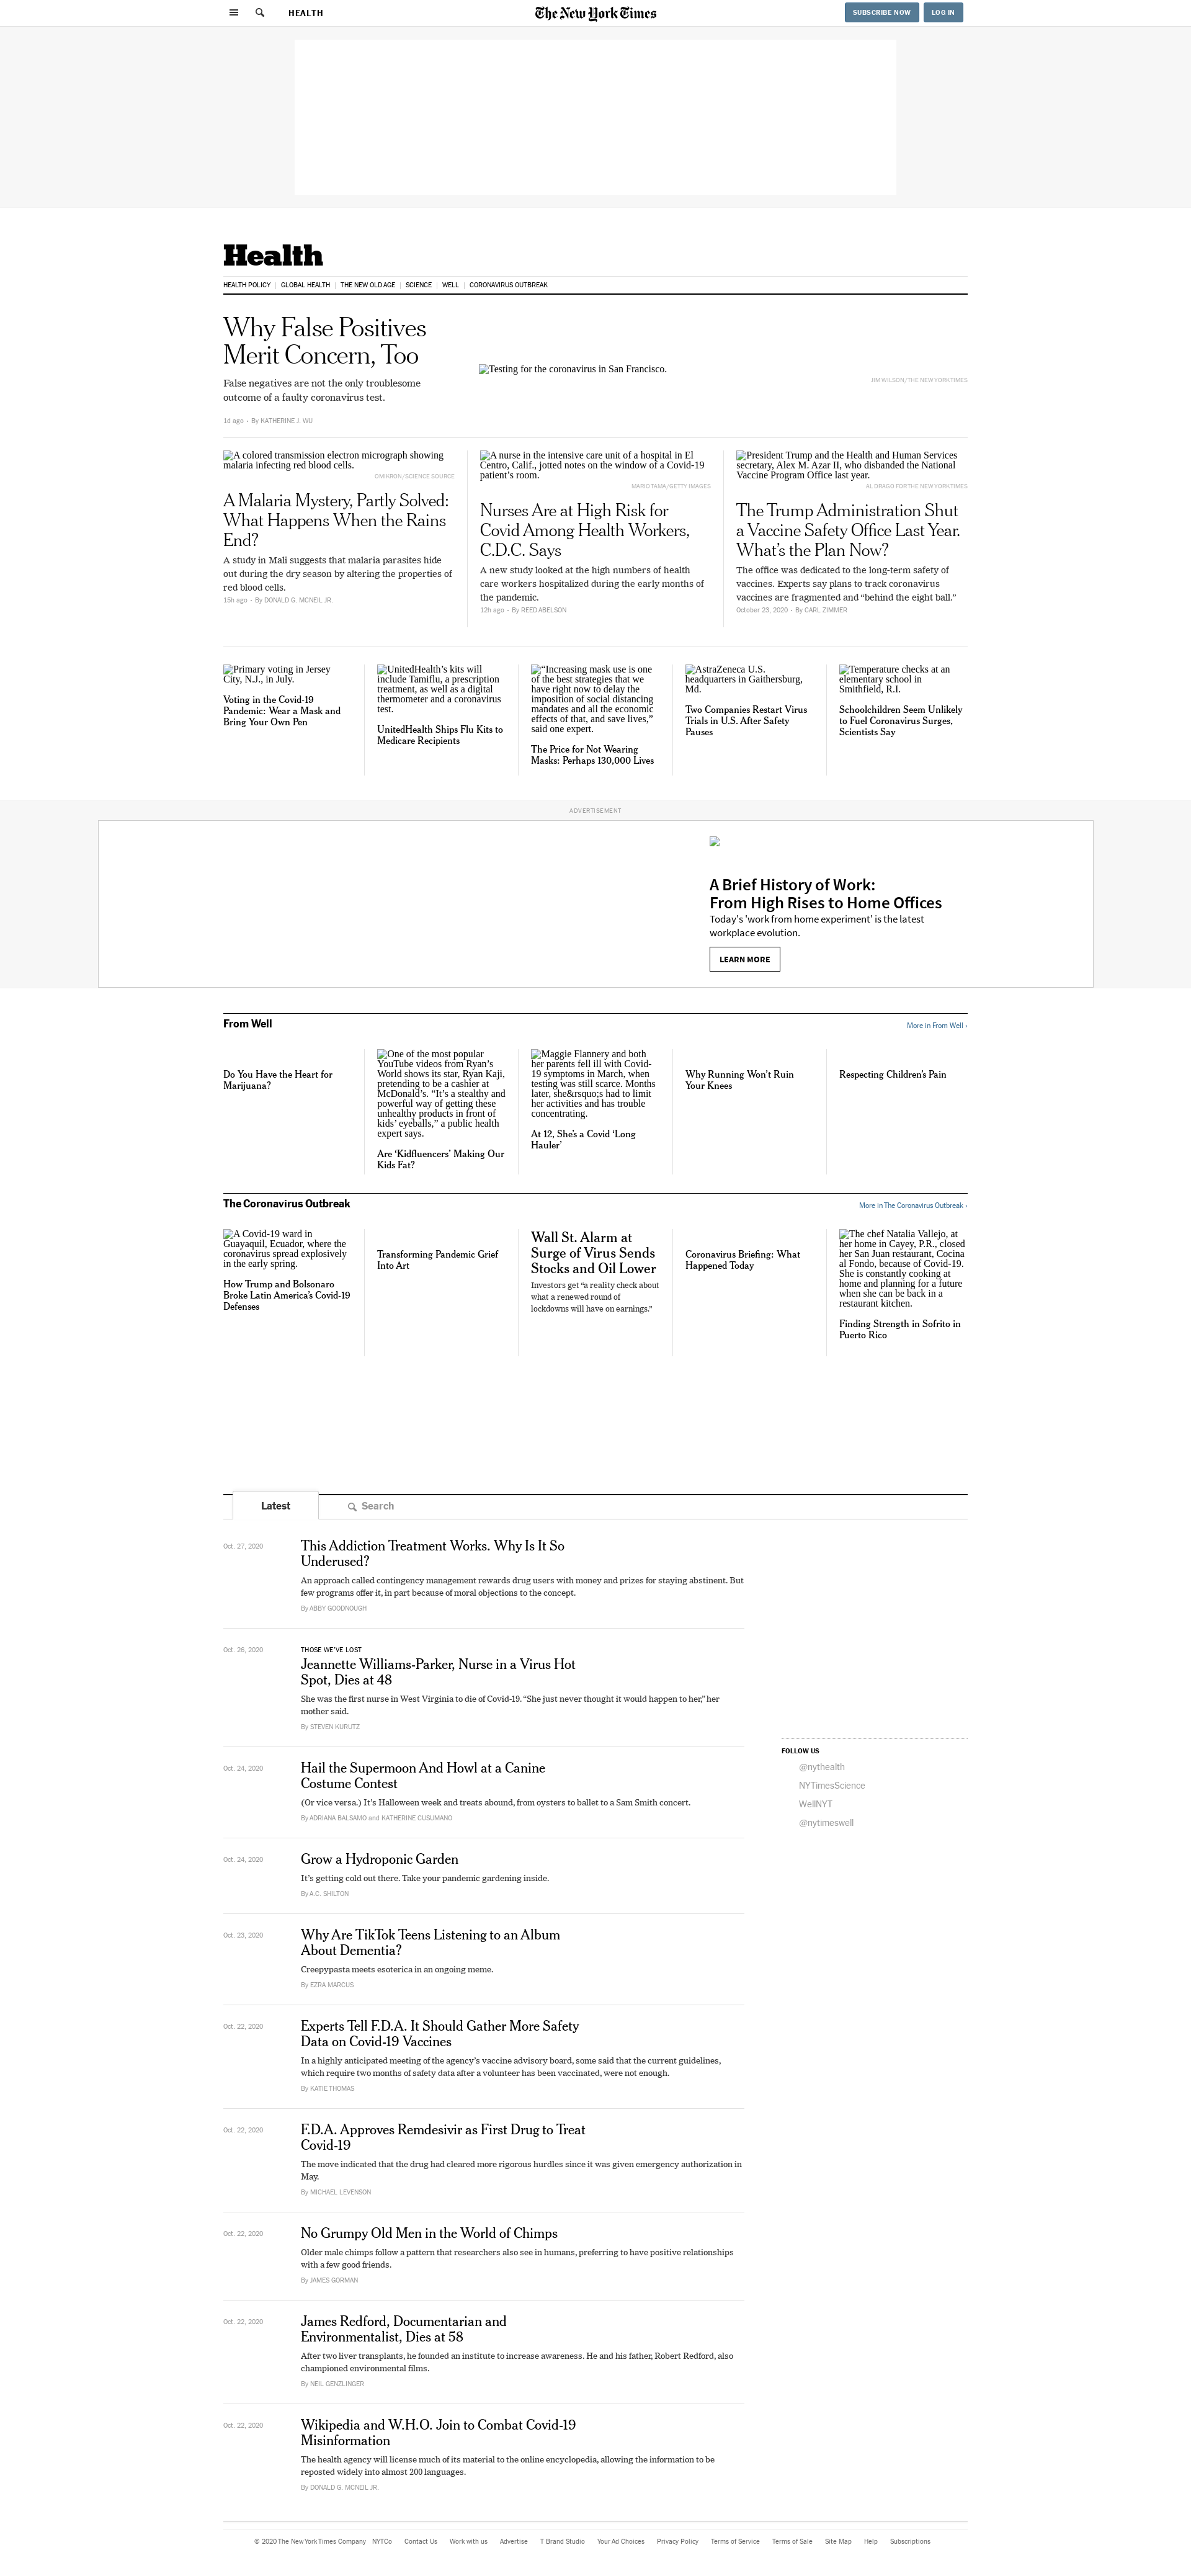 HEALTH
The New York Times
SUBSCRIBE NOW
LOG IN
Health
HEALTH POLICY
GLOBAL HEALTH
THE NEW OLD AGE
SCIENCE
WELL
CORONAVIRUS OUTBREAK
Why False Positives
Merit Concern, Too
False negatives are not the only troublesome
outcome of a faulty coronavirus test.
1d ago · By KATHERINE J. WU
Testing for the coronavirus in San Francisco.
JIM WILSON/THE NEW YORK TIMES
A colored transmission electron micrograph showing
malaria infecting red blood cells.
OMIKRON/SCIENCE SOURCE
A Malaria Mystery, Partly Solved:
What Happens When the Rains
End?
A study in Mali suggests that malaria parasites hide
out during the dry season by altering the properties of
red blood cells.
15h ago · By DONALD G. MCNEIL JR.
A nurse in the intensive care unit of a hospital in El
Centro, Calif., jotted notes on the window of a Covid-19
patient’s room.
MARIO TAMA/GETTY IMAGES
Nurses Are at High Risk for
Covid Among Health Workers,
C.D.C. Says
A new study looked at the high numbers of health
care workers hospitalized during the early months of
the pandemic.
12h ago · By REED ABELSON
President Trump and the Health and Human Services
secretary, Alex M. Azar II, who disbanded the National
Vaccine Program Office last year.
AL DRAGO FOR THE NEW YORK TIMES
The Trump Administration Shut
a Vaccine Safety Office Last Year.
What’s the Plan Now?
The office was dedicated to the long-term safety of
vaccines. Experts say plans to track coronavirus
vaccines are fragmented and “behind the eight ball.”
October 23, 2020 · By CARL ZIMMER
Primary voting in Jersey
City, N.J., in July.
Voting in the Covid-19
Pandemic: Wear a Mask and
Bring Your Own Pen
UnitedHealth’s kits will
include Tamiflu, a prescription
treatment, as well as a digital
thermometer and a coronavirus
test.
UnitedHealth Ships Flu Kits to
Medicare Recipients
“Increasing mask use is one
of the best strategies that we
have right now to delay the
imposition of social distancing
mandates and all the economic
effects of that, and save lives,”
said one expert.
The Price for Not Wearing
Masks: Perhaps 130,000 Lives
AstraZeneca U.S.
headquarters in Gaithersburg,
Md.
Two Companies Restart Virus
Trials in U.S. After Safety
Pauses
Temperature checks at an
elementary school in
Smithfield, R.I.
Schoolchildren Seem Unlikely
to Fuel Coronavirus Surges,
Scientists Say
ADVERTISEMENT
A Brief History of Work:
From High Rises to Home Offices
Today's 'work from home experiment' is the latest
workplace evolution.
LEARN MORE
From Well
More in From Well ›
Do You Have the Heart for
Marijuana?
One of the most popular
YouTube videos from Ryan’s
World shows its star, Ryan Kaji,
pretending to be a cashier at
McDonald’s. “It’s a stealthy and
powerful way of getting these
unhealthy products in front of
kids’ eyeballs,” a public health
expert says.
Are ‘Kidfluencers’ Making Our
Kids Fat?
Maggie Flannery and both
her parents fell ill with Covid-
19 symptoms in March, when
testing was still scarce. Months
later, she&rsquo;s had to limit
her activities and has trouble
concentrating.
At 12, She’s a Covid ‘Long
Hauler’
Why Running Won’t Ruin
Your Knees
Respecting Children’s Pain
The Coronavirus Outbreak
More in The Coronavirus Outbreak ›
A Covid-19 ward in
Guayaquil, Ecuador, where the
coronavirus spread explosively
in the early spring.
How Trump and Bolsonaro
Broke Latin America’s Covid-19
Defenses
Transforming Pandemic Grief
Into Art
Wall St. Alarm at
Surge of Virus Sends
Stocks and Oil Lower
Investors get “a reality check about
what a renewed round of
lockdowns will have on earnings.”
Coronavirus Briefing: What
Happened Today
The chef Natalia Vallejo, at
her home in Cayey, P.R., closed
her San Juan restaurant, Cocina
al Fondo, because of Covid-19.
She is constantly cooking at
home and planning for a future
when she can be back in a
restaurant kitchen.
Finding Strength in Sofrito in
Puerto Rico
Latest
Search
Oct. 27, 2020
This Addiction Treatment Works. Why Is It So
Underused?
An approach called contingency management rewards drug users with money and prizes for staying abstinent. But
few programs offer it, in part because of moral objections to the concept.
By ABBY GOODNOUGH
Oct. 26, 2020
THOSE WE’VE LOST
Jeannette Williams-Parker, Nurse in a Virus Hot
Spot, Dies at 48
She was the first nurse in West Virginia to die of Covid-19. “She just never thought it would happen to her,” her
mother said.
By STEVEN KURUTZ
Oct. 24, 2020
Hail the Supermoon And Howl at a Canine
Costume Contest
(Or vice versa.) It’s Halloween week and treats abound, from oysters to ballet to a Sam Smith concert.
By ADRIANA BALSAMO and KATHERINE CUSUMANO
Oct. 24, 2020
Grow a Hydroponic Garden
It’s getting cold out there. Take your pandemic gardening inside.
By A.C. SHILTON
Oct. 23, 2020
Why Are TikTok Teens Listening to an Album
About Dementia?
Creepypasta meets esoterica in an ongoing meme.
By EZRA MARCUS
Oct. 22, 2020
Experts Tell F.D.A. It Should Gather More Safety
Data on Covid-19 Vaccines
In a highly anticipated meeting of the agency’s vaccine advisory board, some said that the current guidelines,
which require two months of safety data after a volunteer has been vaccinated, were not enough.
By KATIE THOMAS
Oct. 22, 2020
F.D.A. Approves Remdesivir as First Drug to Treat
Covid-19
The move indicated that the drug had cleared more rigorous hurdles since it was given emergency authorization in
May.
By MICHAEL LEVENSON
Oct. 22, 2020
No Grumpy Old Men in the World of Chimps
Older male chimps follow a pattern that researchers also see in humans, preferring to have positive relationships
with a few good friends.
By JAMES GORMAN
Oct. 22, 2020
James Redford, Documentarian and
Environmentalist, Dies at 58
After two liver transplants, he founded an institute to increase awareness. He and his father, Robert Redford, also
championed environmental films.
By NEIL GENZLINGER
Oct. 22, 2020
Wikipedia and W.H.O. Join to Combat Covid-19
Misinformation
The health agency will license much of its material to the online encyclopedia, allowing the information to be
reposted widely into almost 200 languages.
By DONALD G. MCNEIL JR.
FOLLOW US
@nythealth
NYTimesScience
WellNYT
@nytimeswell
© 2020 The New York Times Company
NYTCo
Contact Us
Work with us
Advertise
T Brand Studio
Your Ad Choices
Privacy Policy
Terms of Service
Terms of Sale
Site Map
Help
Subscriptions